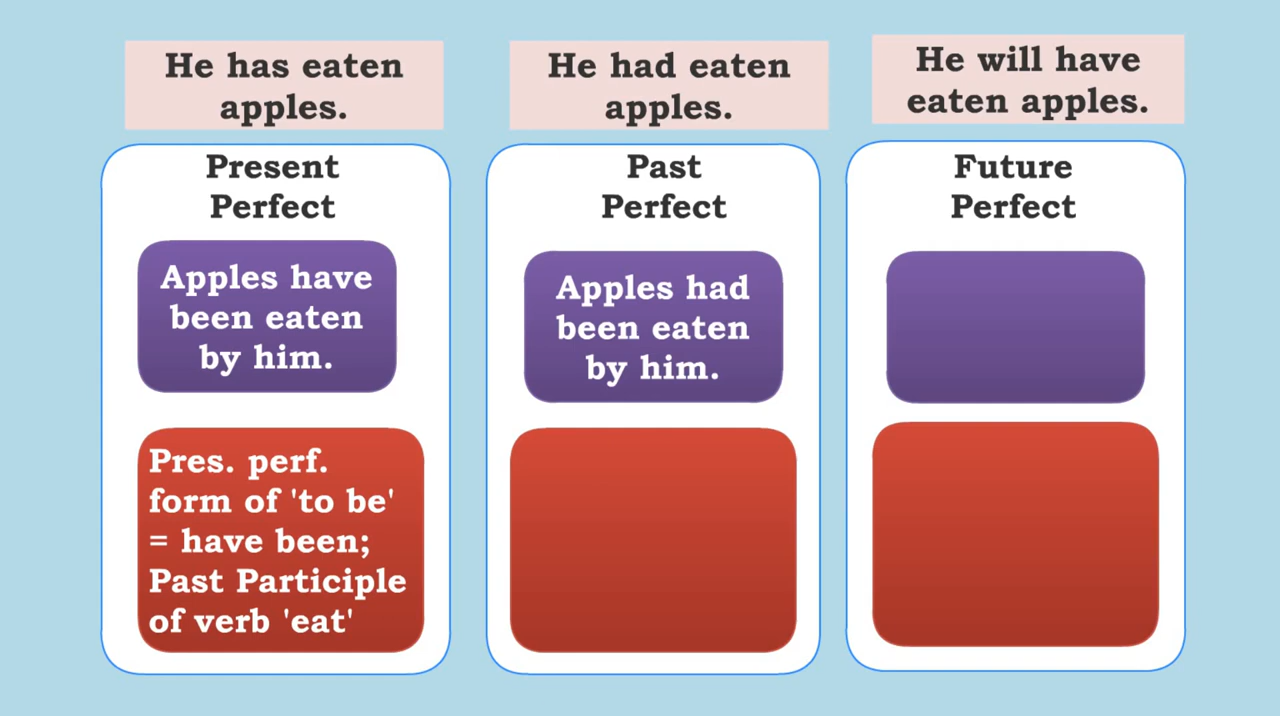 He has eaten
apples.
He had eaten
apples.
He will have
eaten apples.
Present
Perfect
Apples have
been eaten
by him.
Pres. perf.
form of 'to be'
= have been;
Past Participle
of verb 'eat'
Past
Perfect
Apples had
been eaten
by him.
Future
Perfect